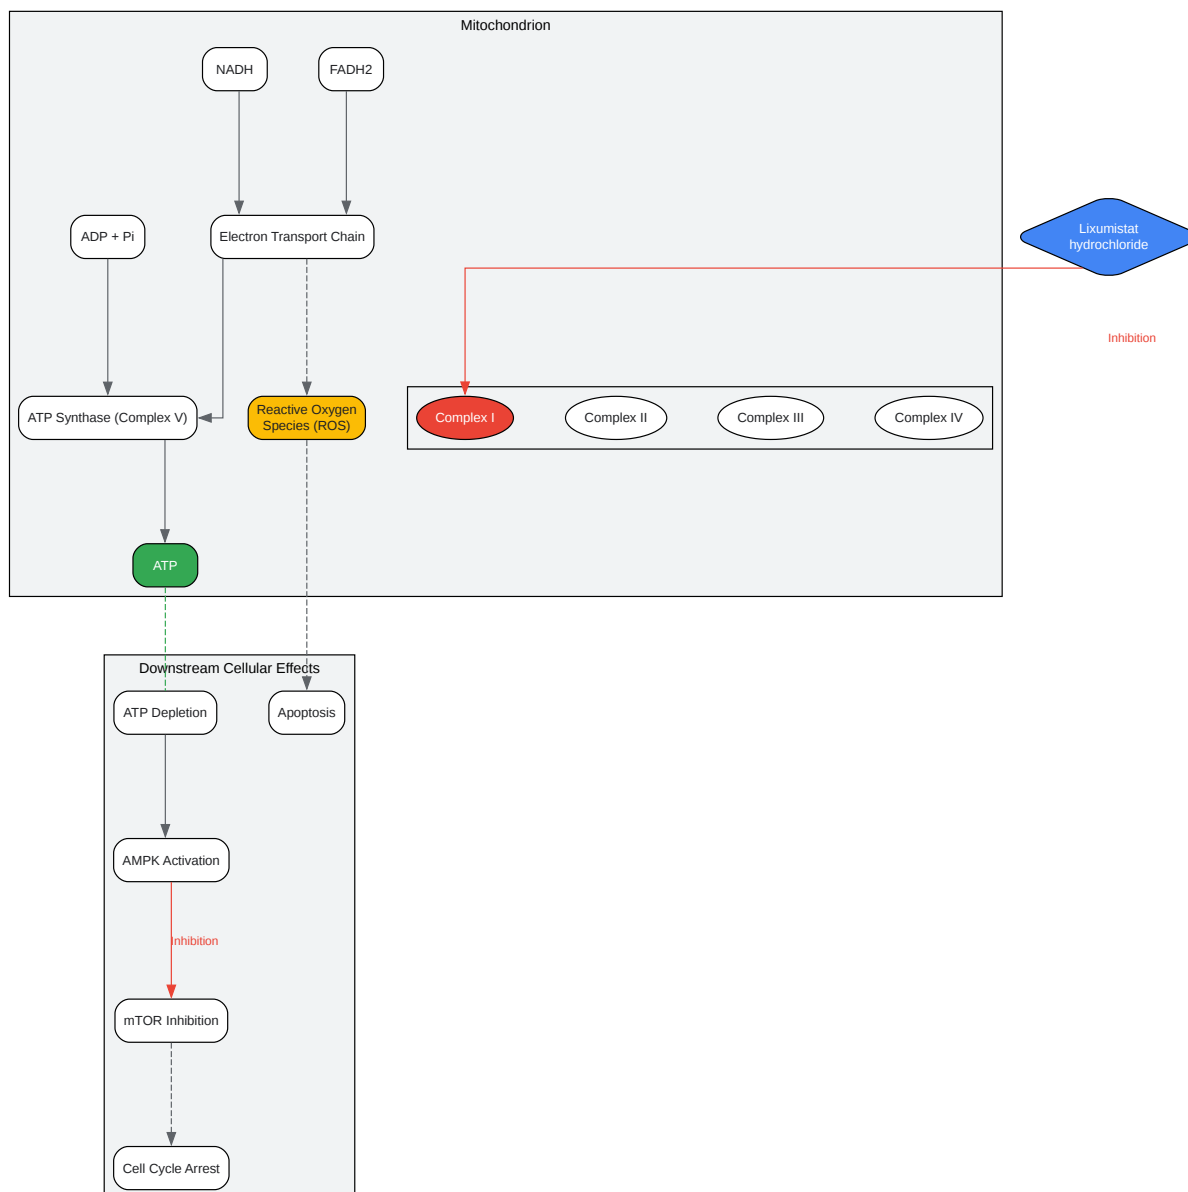 Mitochondrion
NADH
FADH2
ADP + Pi
Electron Transport Chain
Lixumistat
hydrochloride
Inhibition
ATP Synthase (Complex V)
Reactive Oxygen
Species (ROS)
Complex I
Complex II
Complex III
Complex IV
ATP
Downstream Cellular Effects
ATP Depletion
Apoptosis
AMPK Activation
Inhibition
mTOR Inhibition
Cell Cycle Arrest